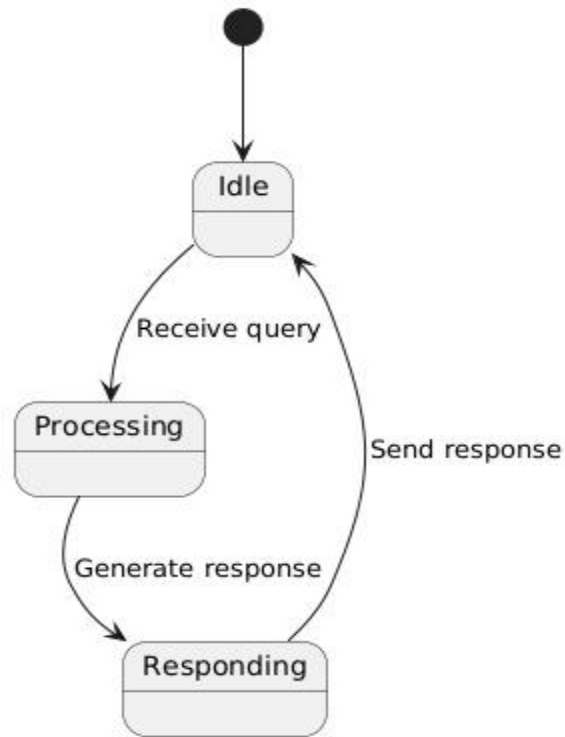 Idle
Receive query
Processing
Send response
Generate response
Responding